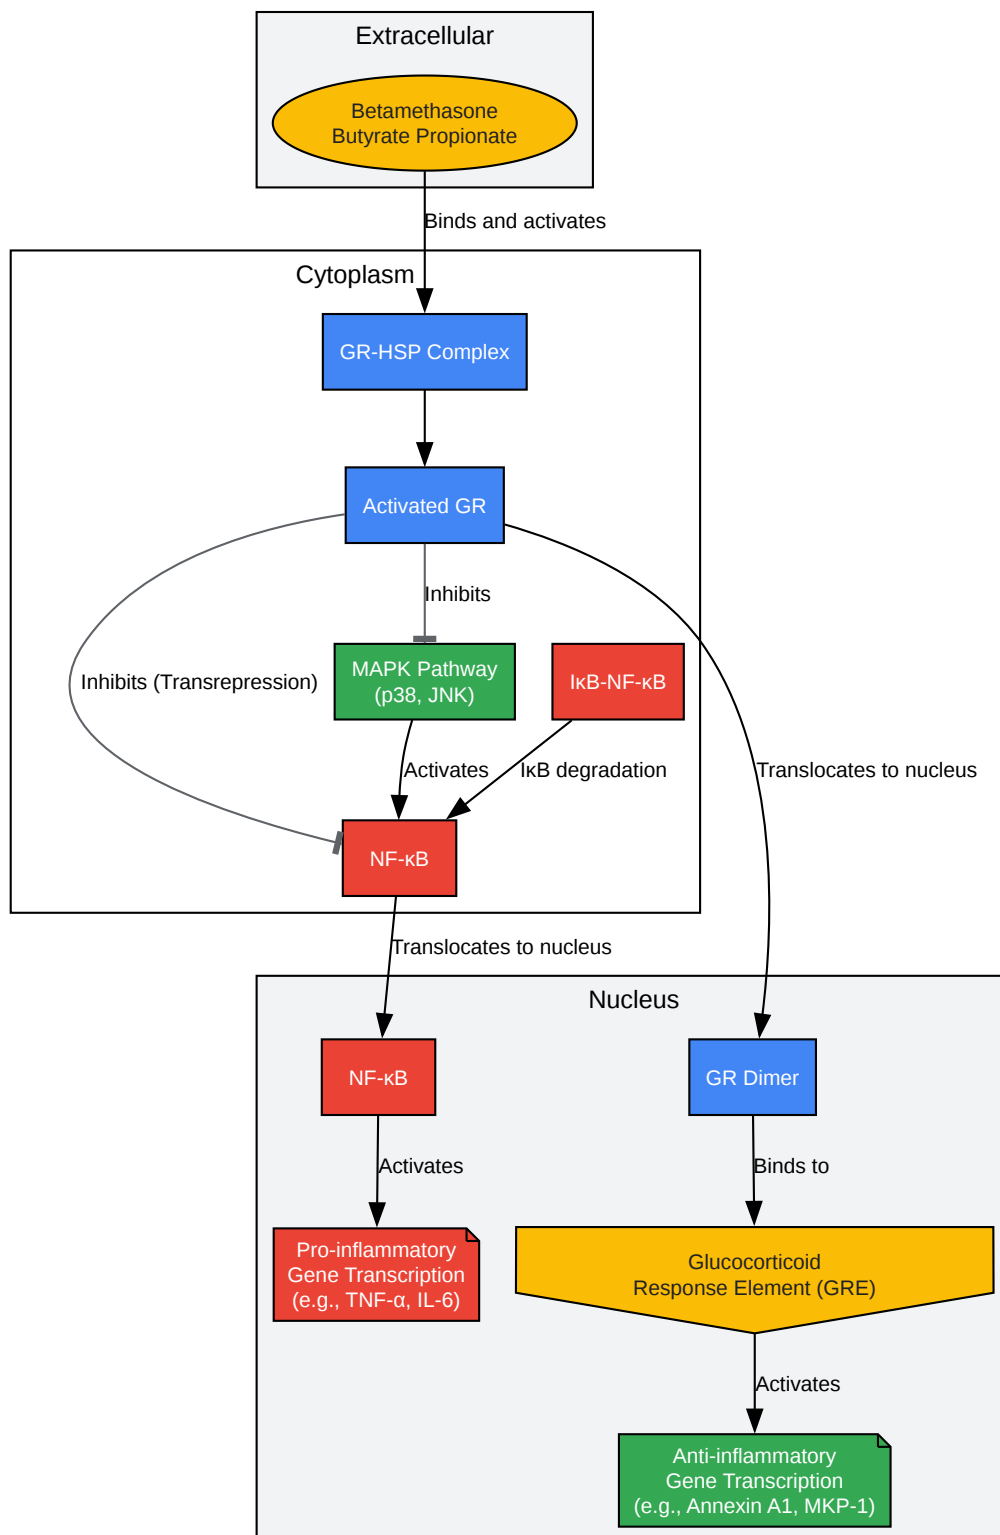 Extracellular
Betamethasone
Butyrate Propionate
Binds and activates
Cytoplasm
GR-HSP Complex
Activated GR
Inhibits
Inhibits (Transrepression)
MAPK Pathway
(p38, JNK)
IκB-NF-κB
Activates
IκB degradation
Translocates to nucleus
NF-κB
Translocates to nucleus
Nucleus
NF-κB
GR Dimer
Activates
Binds to
Pro-inflammatory
Gene Transcription
(e.g., TNF-α, IL-6)
Glucocorticoid
Response Element (GRE)
Activates
Anti-inflammatory
Gene Transcription
(e.g., Annexin A1, MKP-1)